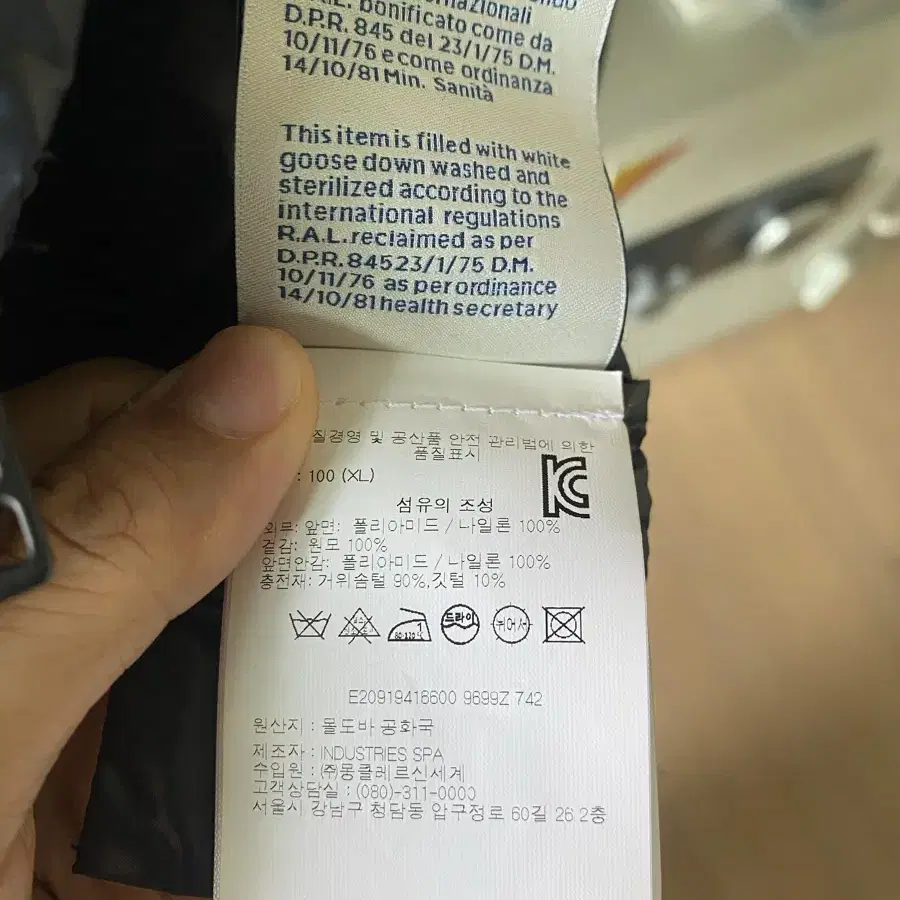 bonificato come da
D.P.R. 845 del 23/1/75 D.M.
10/11/76 e come ordinanza
14/10/81 Min. Sanità
This item is filled with white
goose down washed and
sterilized according to the
international regulations
R.A.L. reclaimed as per
D.P.R. 845 23/1/75 D.M.
10/11/76 as per ordinance
14/10/81 health secretary
질경영 및 공산품 안전 관리법에 의한
품질표시
: 100 (XL)
섬유의 조성
외부: 앞면: 폴리아미드 / 나일론 100%
겉감: 원모 100%
앞면안감: 폴리아미드 / 나일론 100%
충전재: 거위솜털 90%,깃털 10%
드라이
E20919418600 9699Z 742
원산지 : 몰도바 공화국
제조자 : INDUSTRIES SPA
수입원 : ㈜몽클레르신세계
고객상담실 : (080)-311-0000
서울시 강남구 청담동 압구정로 60길 26 2층